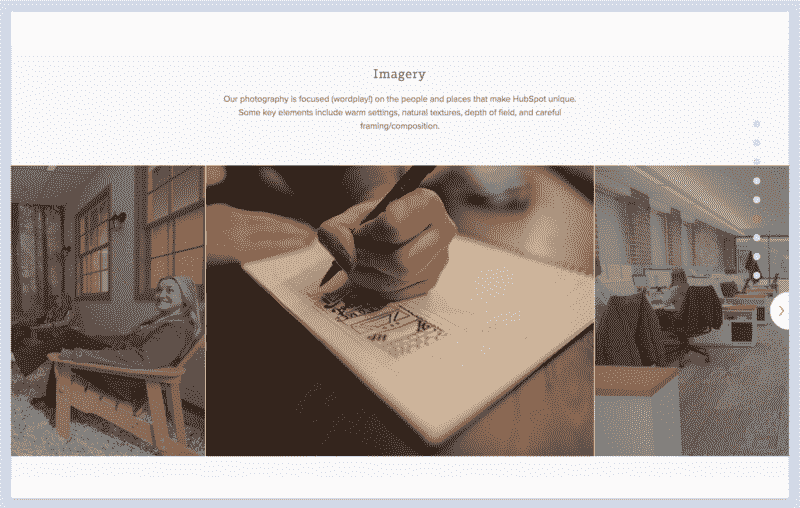 Imagery
Our photography is focused (wordplay!) on the people and places that make HubSpot unique.
Some key elements include warm settings, natural textures, depth of field, and careful
framing/composition.